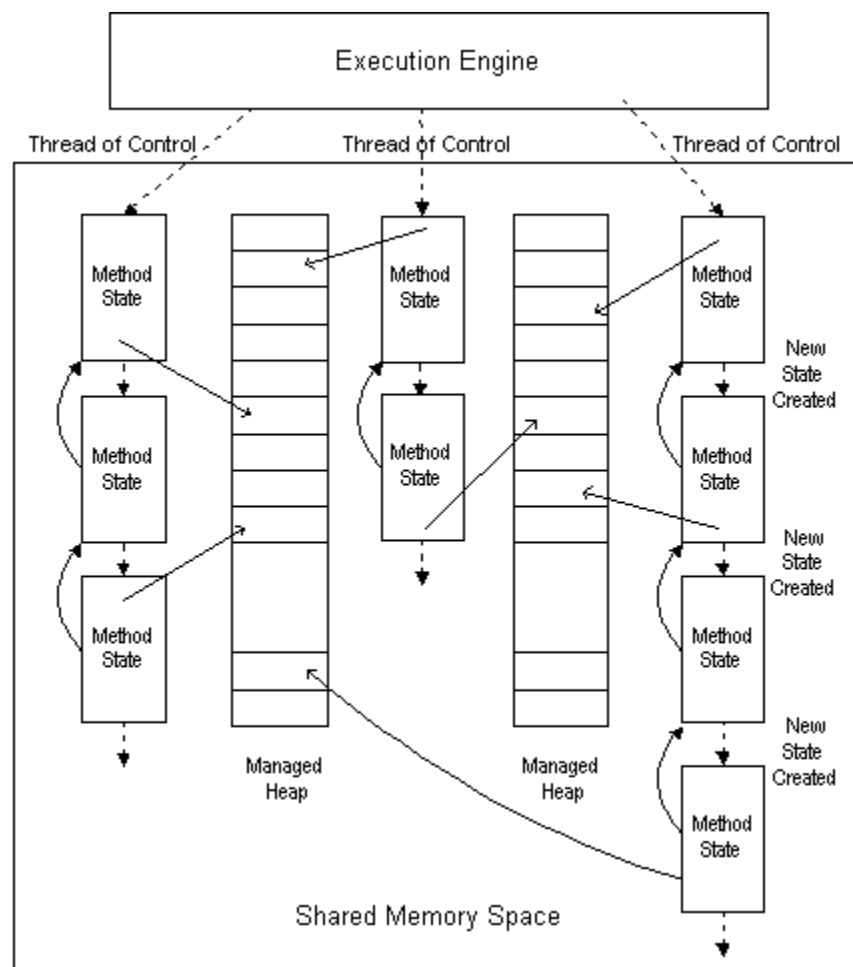 Execution Engine
Thread of Control
Thread of Control
Thread of Control
Method
State
Method
State
Method
State
New
State
Created
Method
State
Method
State
Method
State
New
State
Created
Method
State
Method
State
New
State
Created
Managed
Heap
Managed
Heap
Method
State
Shared Memory Space